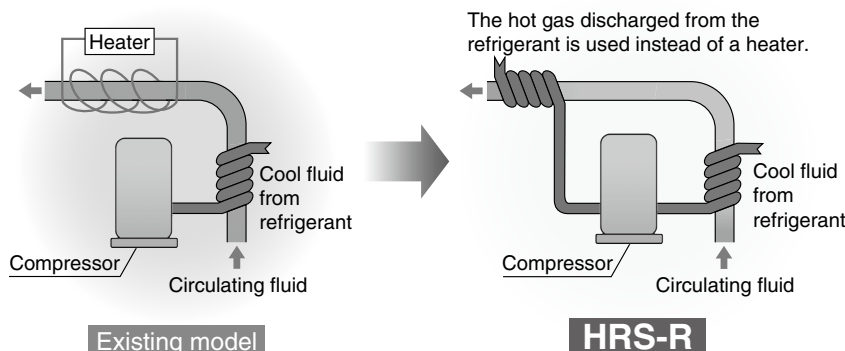 Heater
Cool fluid
from
refrigerant
Compressor
Circulating fluid
Existing model
The hot gas discharged from the
refrigerant is used instead of a heater.
Cool fluid
from
refrigerant
Compressor
Circulating fluid
HRS-R